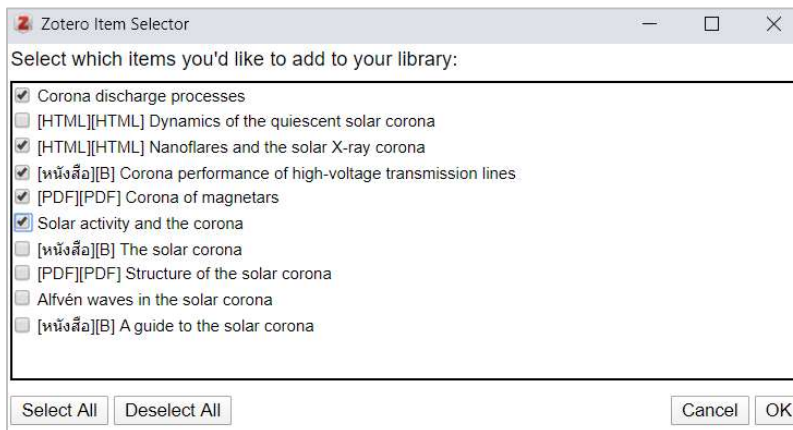 Zotero Item Selector
Select which items you'd like to add to your library:
Corona discharge processes
[HTML][HTML] Dynamics of the quiescent solar corona
[HTML][HTML] Nanoflares and the solar X-ray corona
[หนังสือ][B] Corona performance of high-voltage transmission lines
[PDF][PDF] Corona of magnetars
Solar activity and the corona
[หนังสือ][B] The solar corona
[PDF][PDF] Structure of the solar corona
Alfvén waves in the solar corona
[หนังสือ][B] A guide to the solar corona
Select All Deselect All Cancel OK